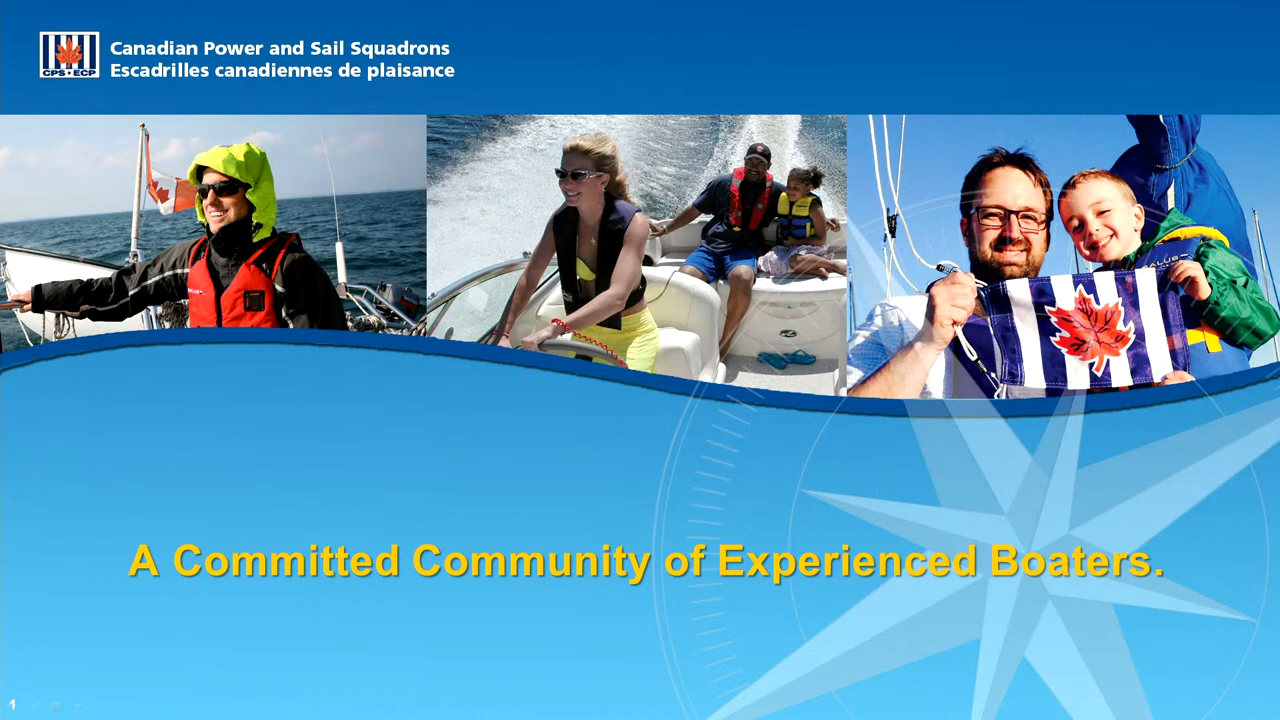 Canadian Power and Sail Squadrons
Escadrilles canadiennes de plaisance
CPS • ECP
A Committed Community of Experienced Boaters.
1